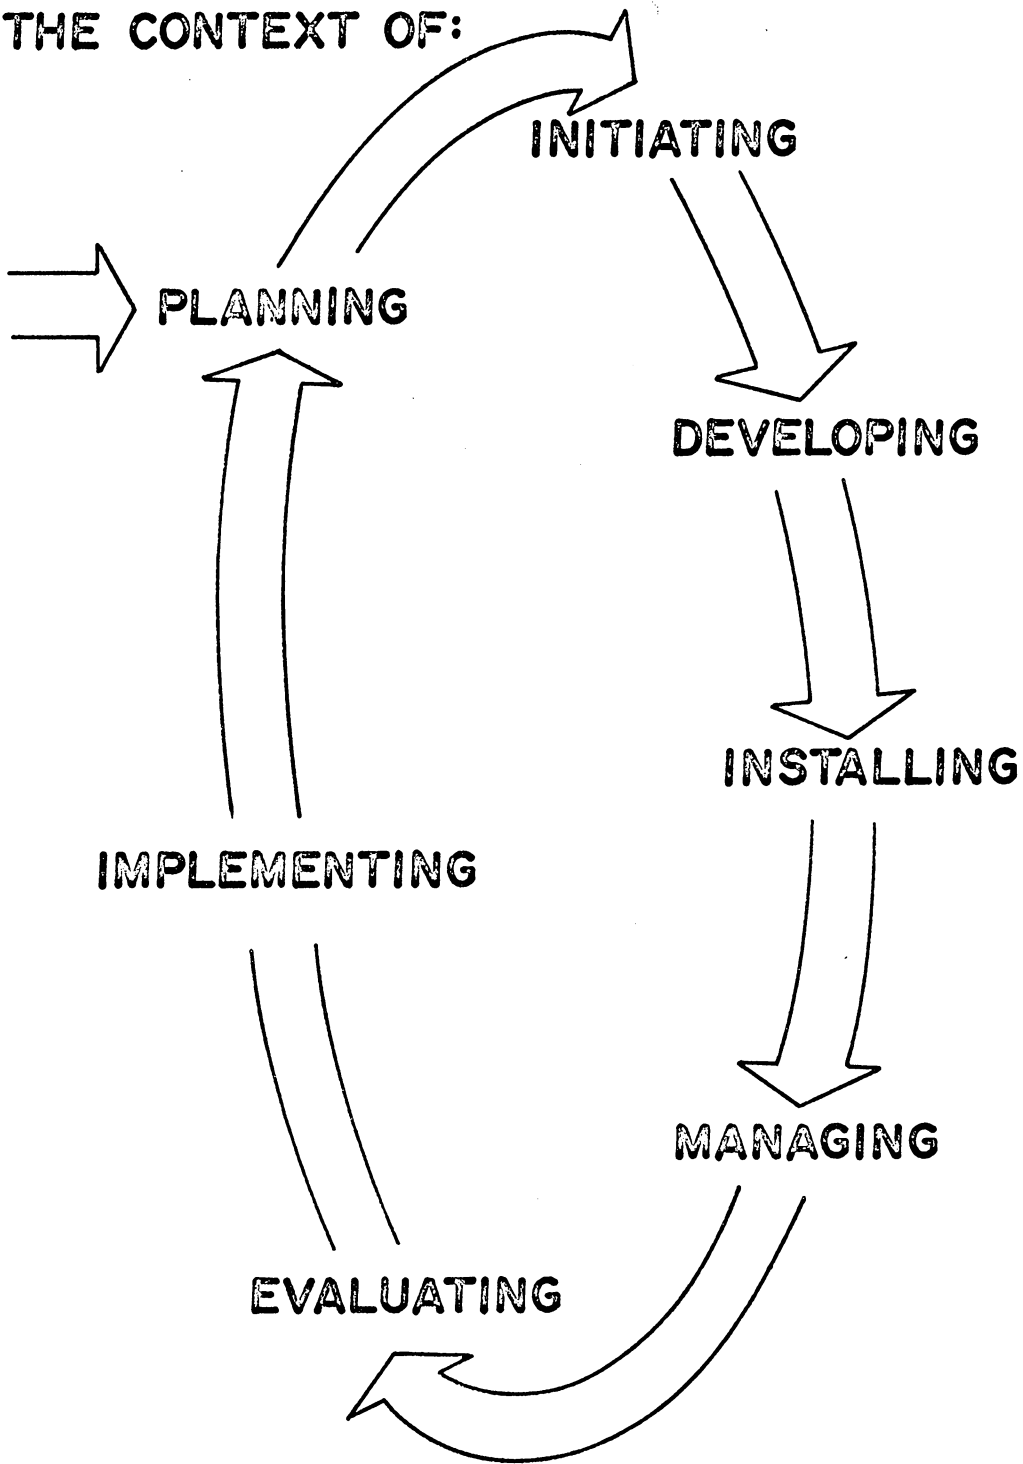 THE CONTEXT OF:
INITIATING
PLANNING
DEVELOPING
INSTALLING
IMPLEMENTING
MANAGING
EVALUATING